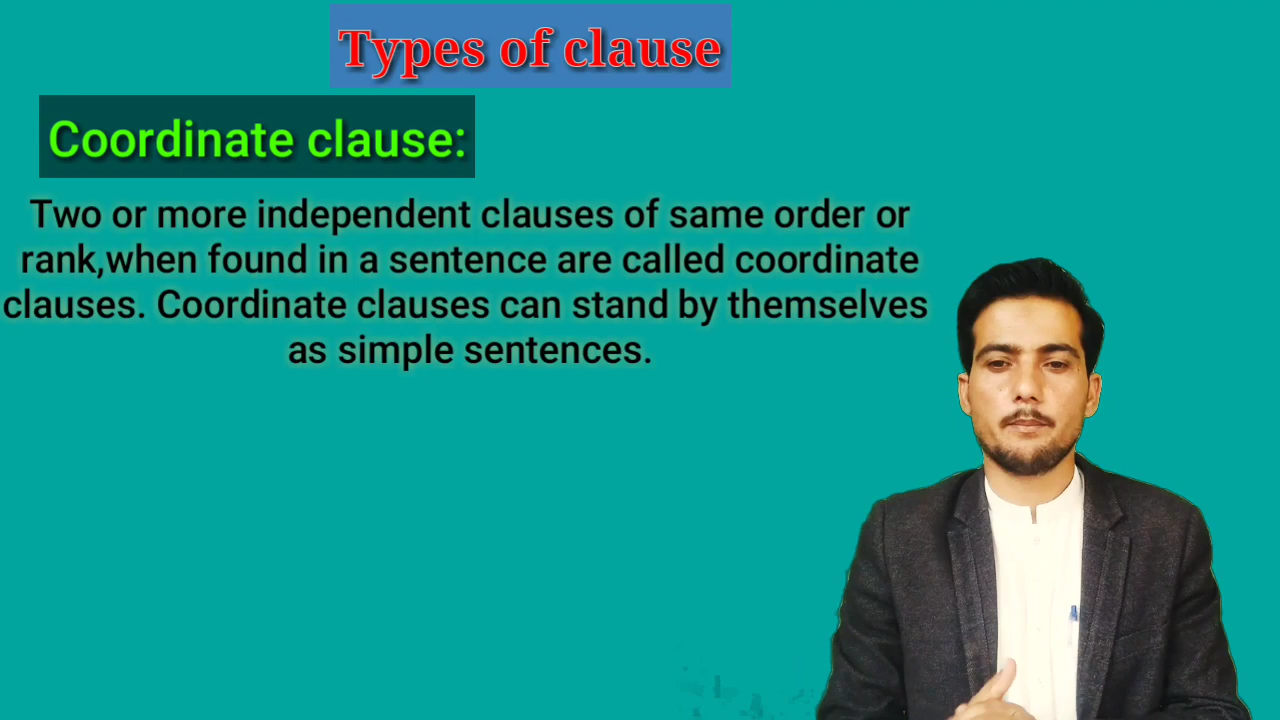 Types of clause
Coordinate clause:
Two or more independent clauses of same order or
rank,when found in a sentence are called coordinate
clauses. Coordinate clauses can stand by themselves
as simple sentences.